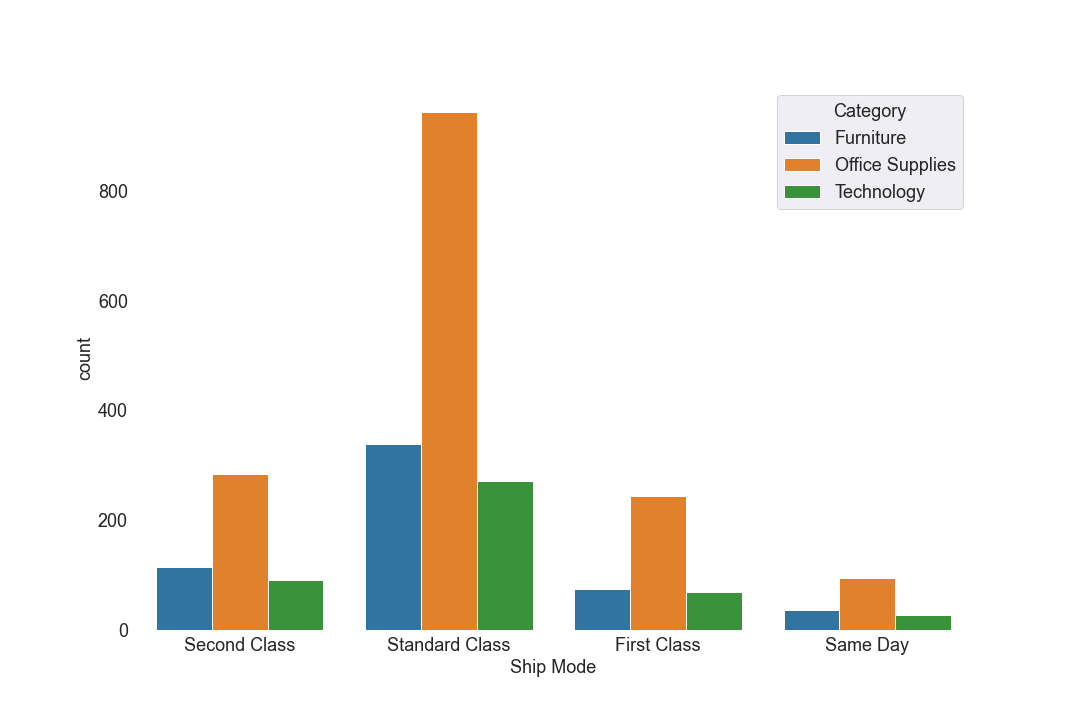 Category
Furniture
Office Supplies
Technology
800
600
400
200
0
count
Second Class
Standard Class
First Class
Same Day
Ship Mode